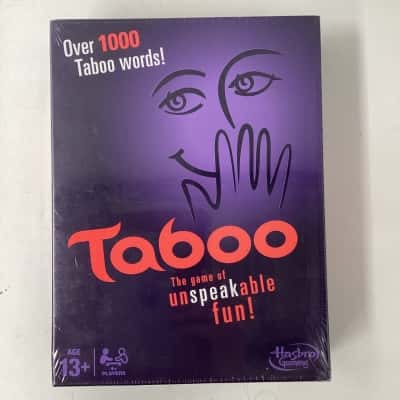 Over 1000
Taboo words!
Taboo
The game of
unspeakable
fun!
AGE
13+
4+
PLAYERS
Hasbro
Gaming